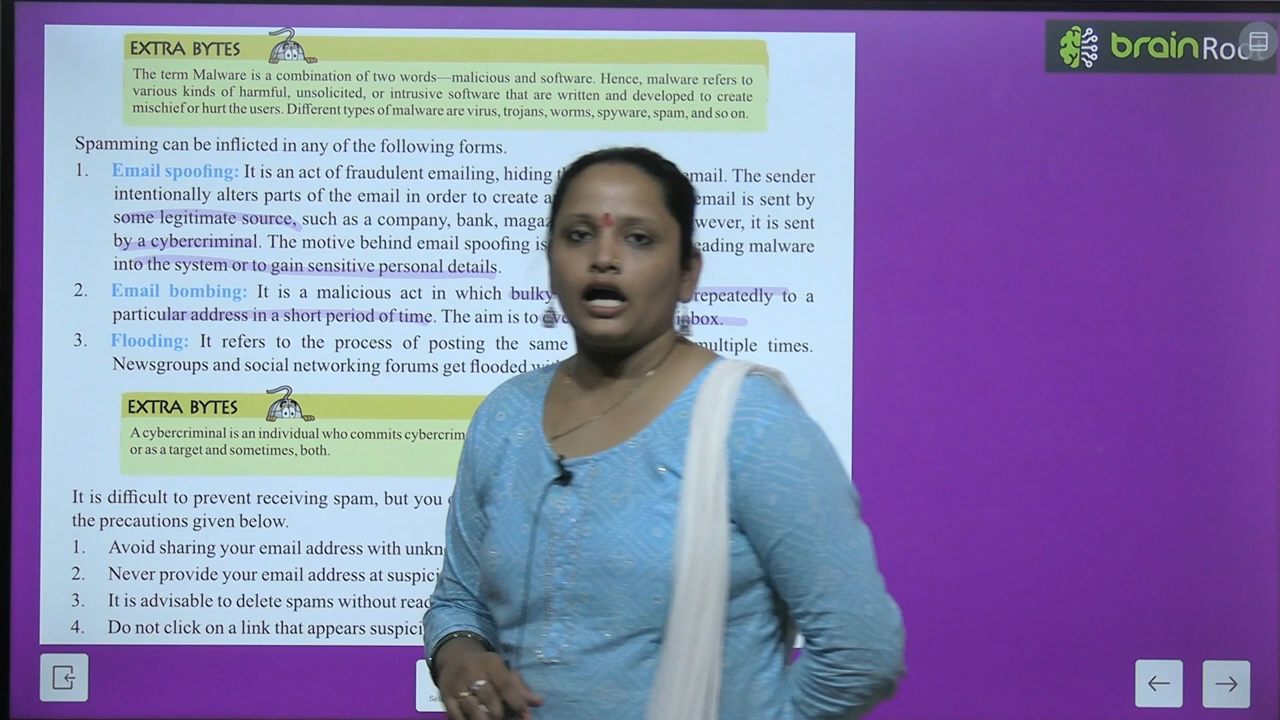 EXTRA BYTES
brainRoot
The term Malware is a combination of two words—malicious and software. Hence, malware refers to
various kinds of harmful, unsolicited, or intrusive software that are written and developed to create
mischief or hurt the users. Different types of malware are virus, trojans, worms, spyware, spam, and so on.
Spamming can be inflicted in any of the following forms.
1. Email spoofing: It is an act of fraudulent emailing, hiding email. The sender
intentionally alters parts of the email in order to create email is sent by
some legitimate source, such as a company, bank, it is sent
by a cybercriminal. The motive behind email spoofing is malware
into the system or to gain sensitive personal details.
2. Email bombing: It is a malicious act in which bulky repeatedly to a
particular address in a short period of time. The aim is to inbox.
3. Flooding: It refers to the process of posting the same multiple times.
Newsgroups and social networking forums get flooded
EXTRA BYTES
A cybercriminal is an individual who commits
or as a target and sometimes, both.
It is difficult to prevent receiving spam, but you
the precautions given below.
1. Avoid sharing your email address with
2. Never provide your email address at
3. It is advisable to delete spams without
4. Do not click on a link that appears